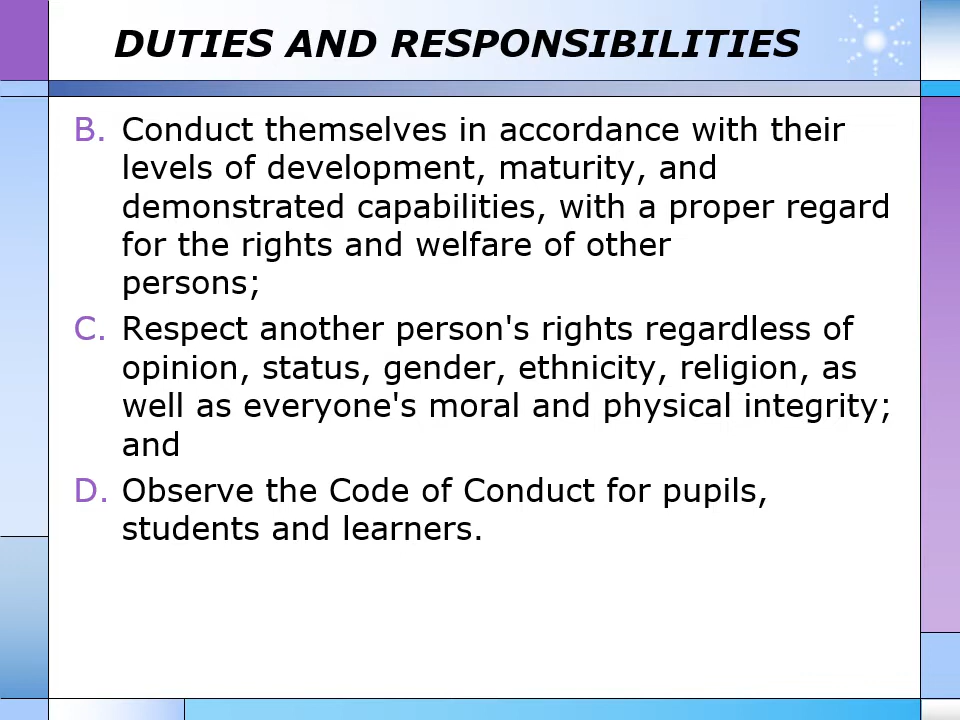 DUTIES AND RESPONSIBILITIES
B. Conduct themselves in accordance with their
levels of development, maturity, and
demonstrated capabilities, with a proper regard
for the rights and welfare of other
persons;
C. Respect another person's rights regardless of
opinion, status, gender, ethnicity, religion, as
well as everyone's moral and physical integrity;
and
D. Observe the Code of Conduct for pupils,
students and learners.